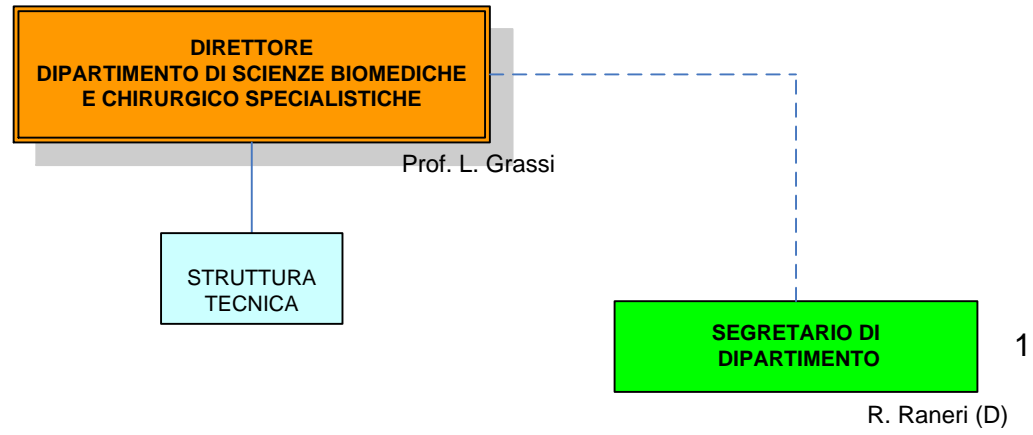 DIRETTORE
DIPARTIMENTO DI SCIENZE BIOMEDICHE
E CHIRURGICO SPECIALISTICHE
Prof. L. Grassi
STRUTTURA
TECNICA
SEGRETARIO DI
DIPARTIMENTO
1
R. Raneri (D)